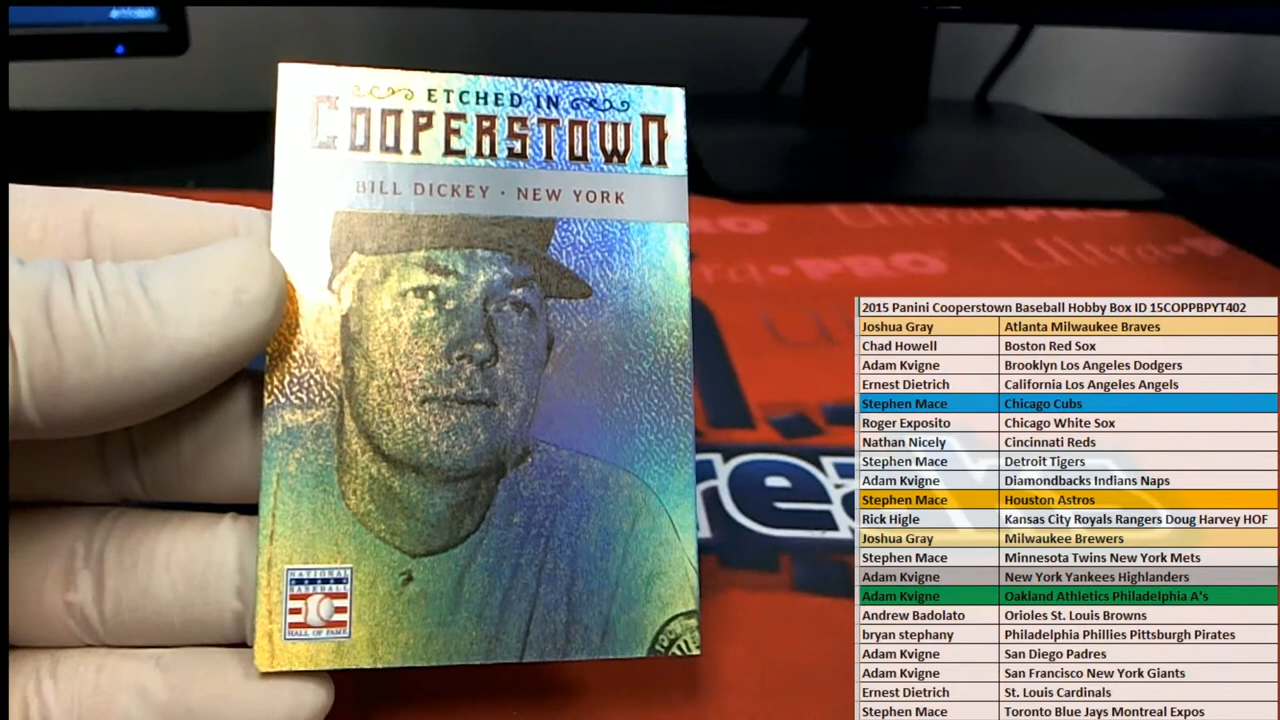 ETCHED IN
COOPERSTOWN
BILL DICKEY · NEW YORK
NATIONAL
BASEBALL
HALL OF FAME
Ultra PRO
2015 Panini Cooperstown Baseball Hobby Box ID 15COPPBPYT402
Joshua Gray Atlanta Milwaukee Braves
Chad Howell Boston Red Sox
Adam Kvigne Brooklyn Los Angeles Dodgers
Ernest Dietrich California Los Angeles Angels
Stephen Mace Chicago Cubs
Roger Exposito Chicago White Sox
Nathan Nicely Cincinnati Reds
Stephen Mace Detroit Tigers
Adam Kvigne Diamondbacks Indians Naps
Stephen Mace Houston Astros
Rick Higle Kansas City Royals Rangers Doug Harvey HOF
Joshua Gray Milwaukee Brewers
Stephen Mace Minnesota Twins New York Mets
Adam Kvigne New York Yankees Highlanders
Adam Kvigne Oakland Athletics Philadelphia A's
Andrew Badolato Orioles St. Louis Browns
bryan stephany Philadelphia Phillies Pittsburgh Pirates
Adam Kvigne San Diego Padres
Adam Kvigne San Francisco New York Giants
Ernest Dietrich St. Louis Cardinals
Stephen Mace Toronto Blue Jays Montreal Expos